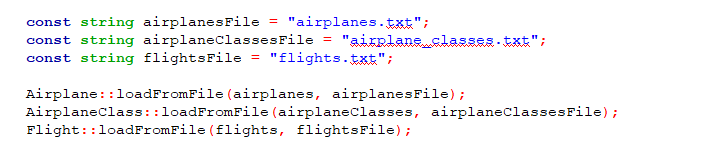 const string airplanesFile = "airplanes.txt";
const string airplaneClassesFile = "airplane_classes.txt";
const string flightsFile = "flights.txt";
Airplane::loadFromFile(airplanes, airplanesFile);
AirplaneClass::loadFromFile(airplaneClasses, airplaneClassesFile);
Flight::loadFromFile(flights, flightsFile);